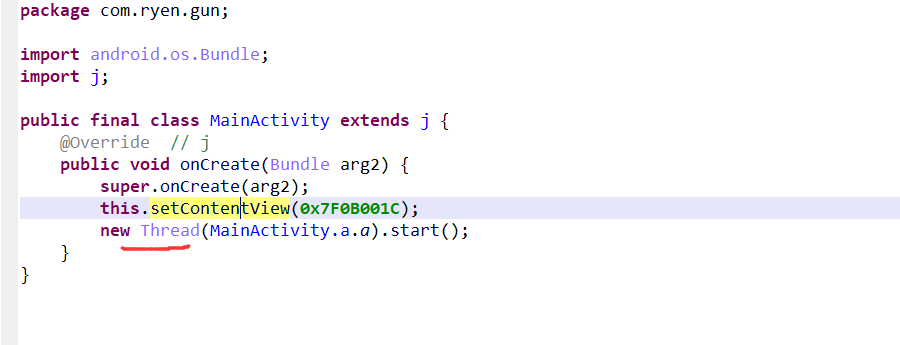 package com.ryen.gun;
import android.os.Bundle;
import j;
public final class MainActivity extends j {
@Override // j
public void onCreate(Bundle arg2) {
super.onCreate(arg2);
this.setContentView(0x7F0B001C);
new Thread(MainActivity.a.a).start();
}
}